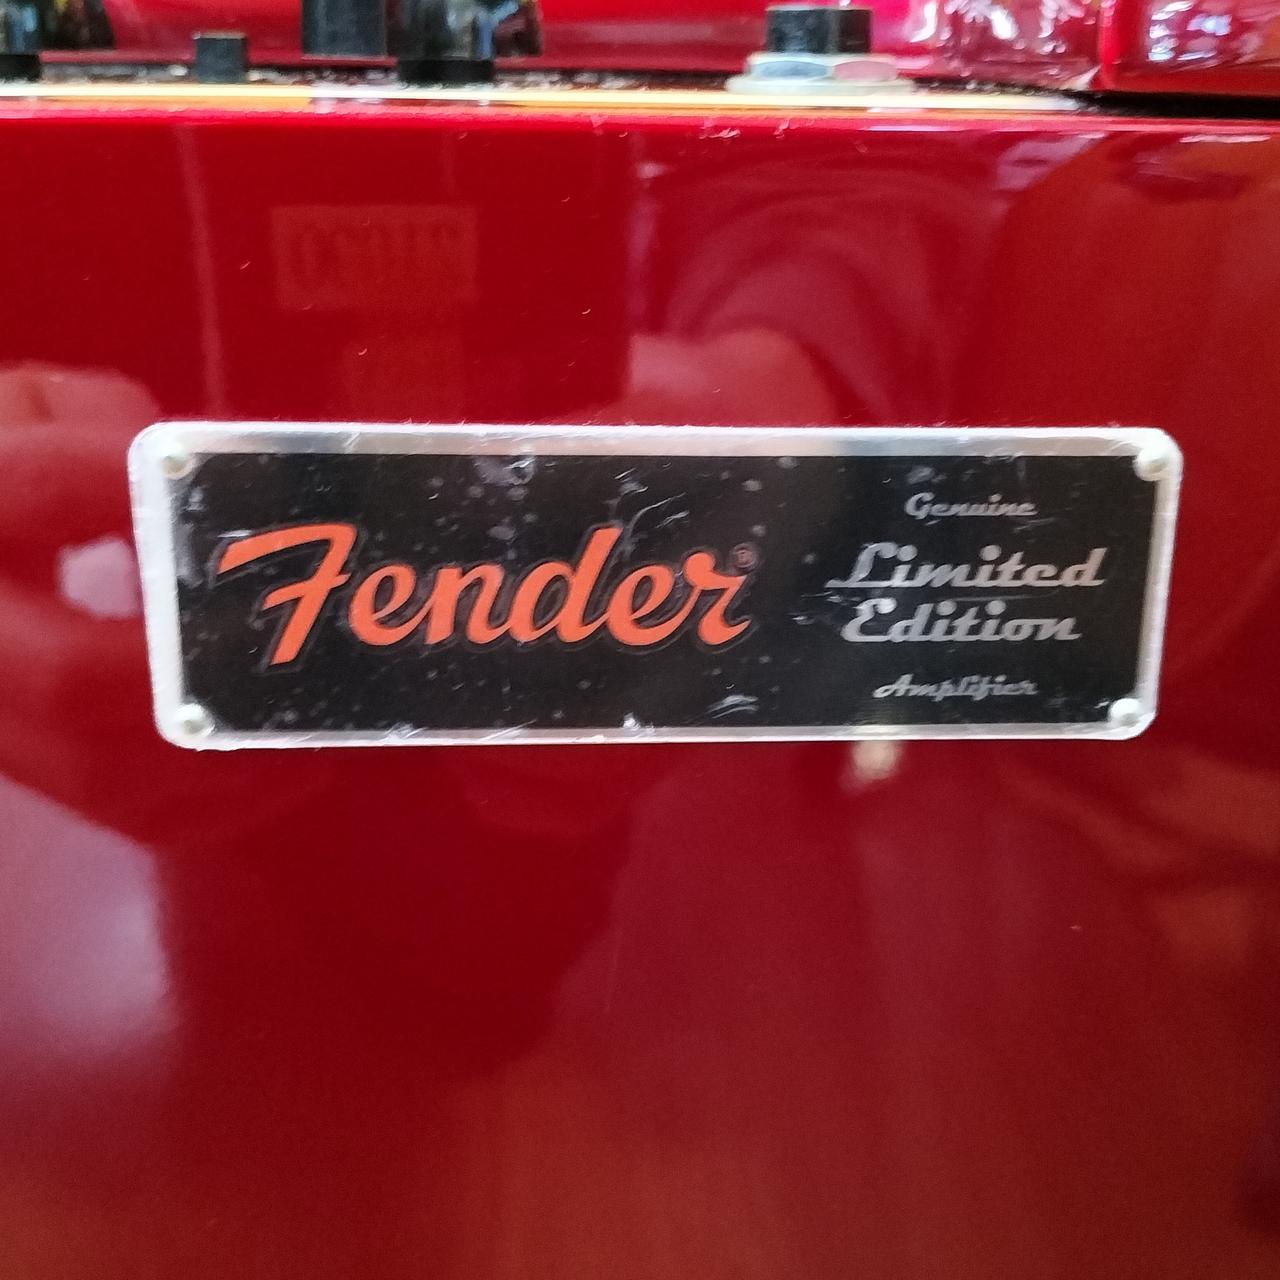 Fender®
Genuine
Limited
Edition
Amplifier